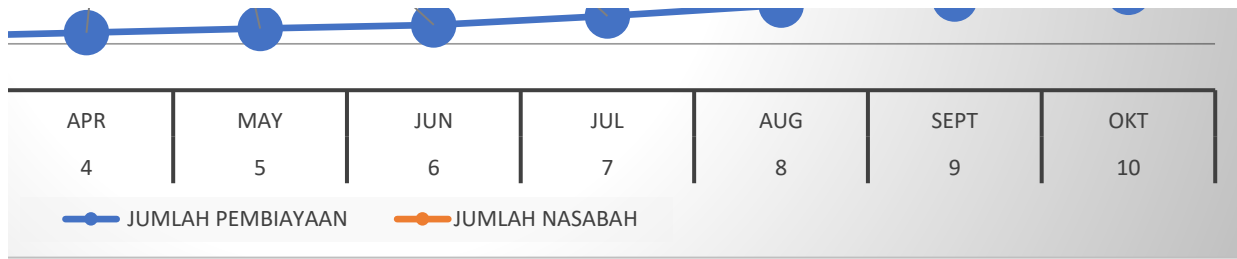 APR MAY JUN JUL AUG SEPT OKT
4 5 6 7 8 9 10
JUMLAH PEMBIAYAAN JUMLAH NASABAH